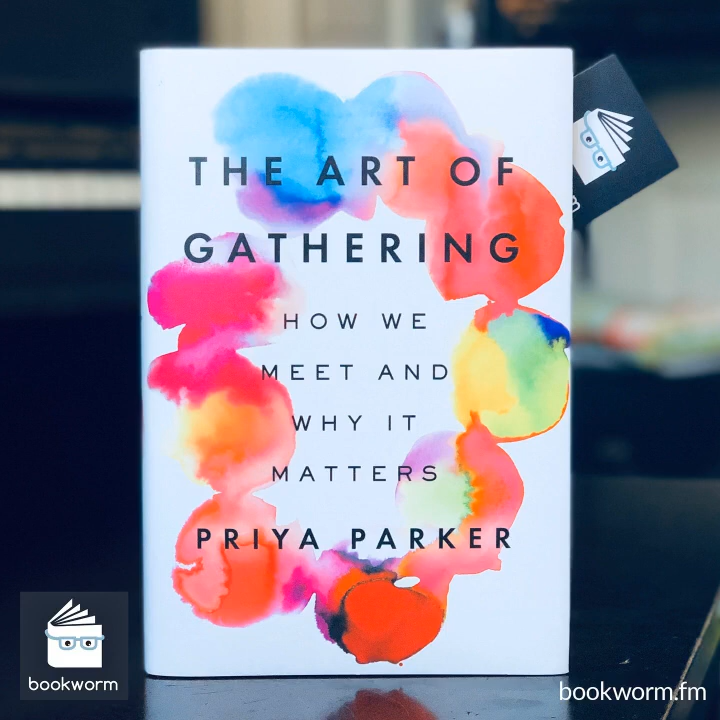 THE ART OF
GATHERING
HOW WE
MEET AND
WHY IT
MATTERS
PRIYA PARKER
bookworm
bookworm.fm